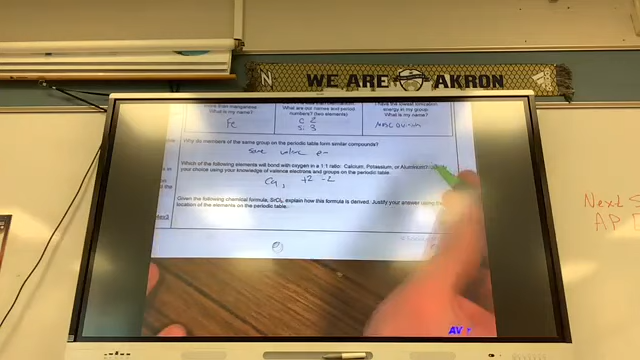 WE ARE AKRON
N
more than manganese
What is my name?
What are our names and period
numbers? (two elements)
I have the lowest ionization
energy in my group
What is my name?
Fe
C 2
Si 3
Why do members of the same group on the periodic table form similar compounds?
Same e-
Which of the following elements will bond with oxygen in a 1:1 ratio: Calcium, Potassium, or Aluminum?
your choice using your knowledge of valence electrons and groups on the periodic table
Ca, +2 -2
Given the following chemical formula, SrCl₂, explain how this formula is derived. Justify your answer using the
location of the elements on the periodic table.
Next
AP
AV